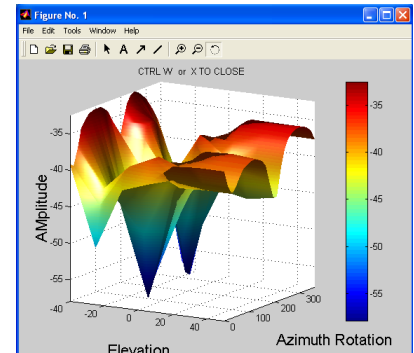 Figure No. 1
File Edit Tools Window Help
A
CTRL W or X TO CLOSE
-35
-40
-45
-50
-55
AMplitude
-40
-20
0
20
40
Elevation
0
100
200
300
Azimuth Rotation
-35
-40
-45
-50
-55